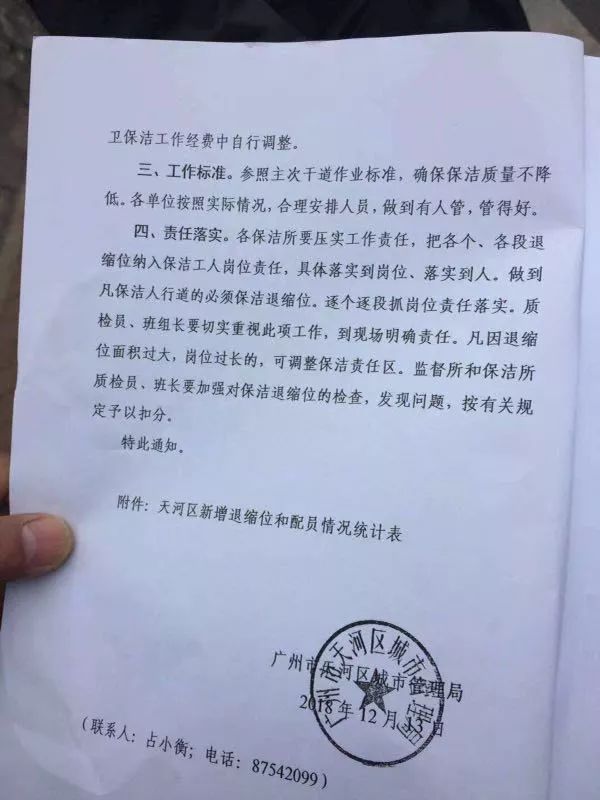 卫保洁工作经费中自行调整。
三、工作标准。参照主次干道作业标准，确保保洁质量不降
低。各单位按照实际情况，合理安排人员，做到有人管，管得好。
四、责任落实。各保洁所要压实工作责任，把各个、各段退
缩位纳入保洁工人岗位责任，具体落实到岗位、落实到人。做到
凡保洁人行道的必须保洁退缩位。逐个逐段抓岗位责任落实。质
检员、班组长要切实重视此项工作，到现场明确责任。凡因退缩
位面积过大，岗位过长的，可调整保洁责任区。监督所和保洁所
质检员、班长要加强对保洁退缩位的检查，发现问题，按有关规
定予以扣分。
特此通知。
附件：天河区新增退缩位和配员情况统计表
广州市天河区城市管理局
2018年12月13日
（联系人：占小衡；电话：87542099）
广州市天河区城市管理局